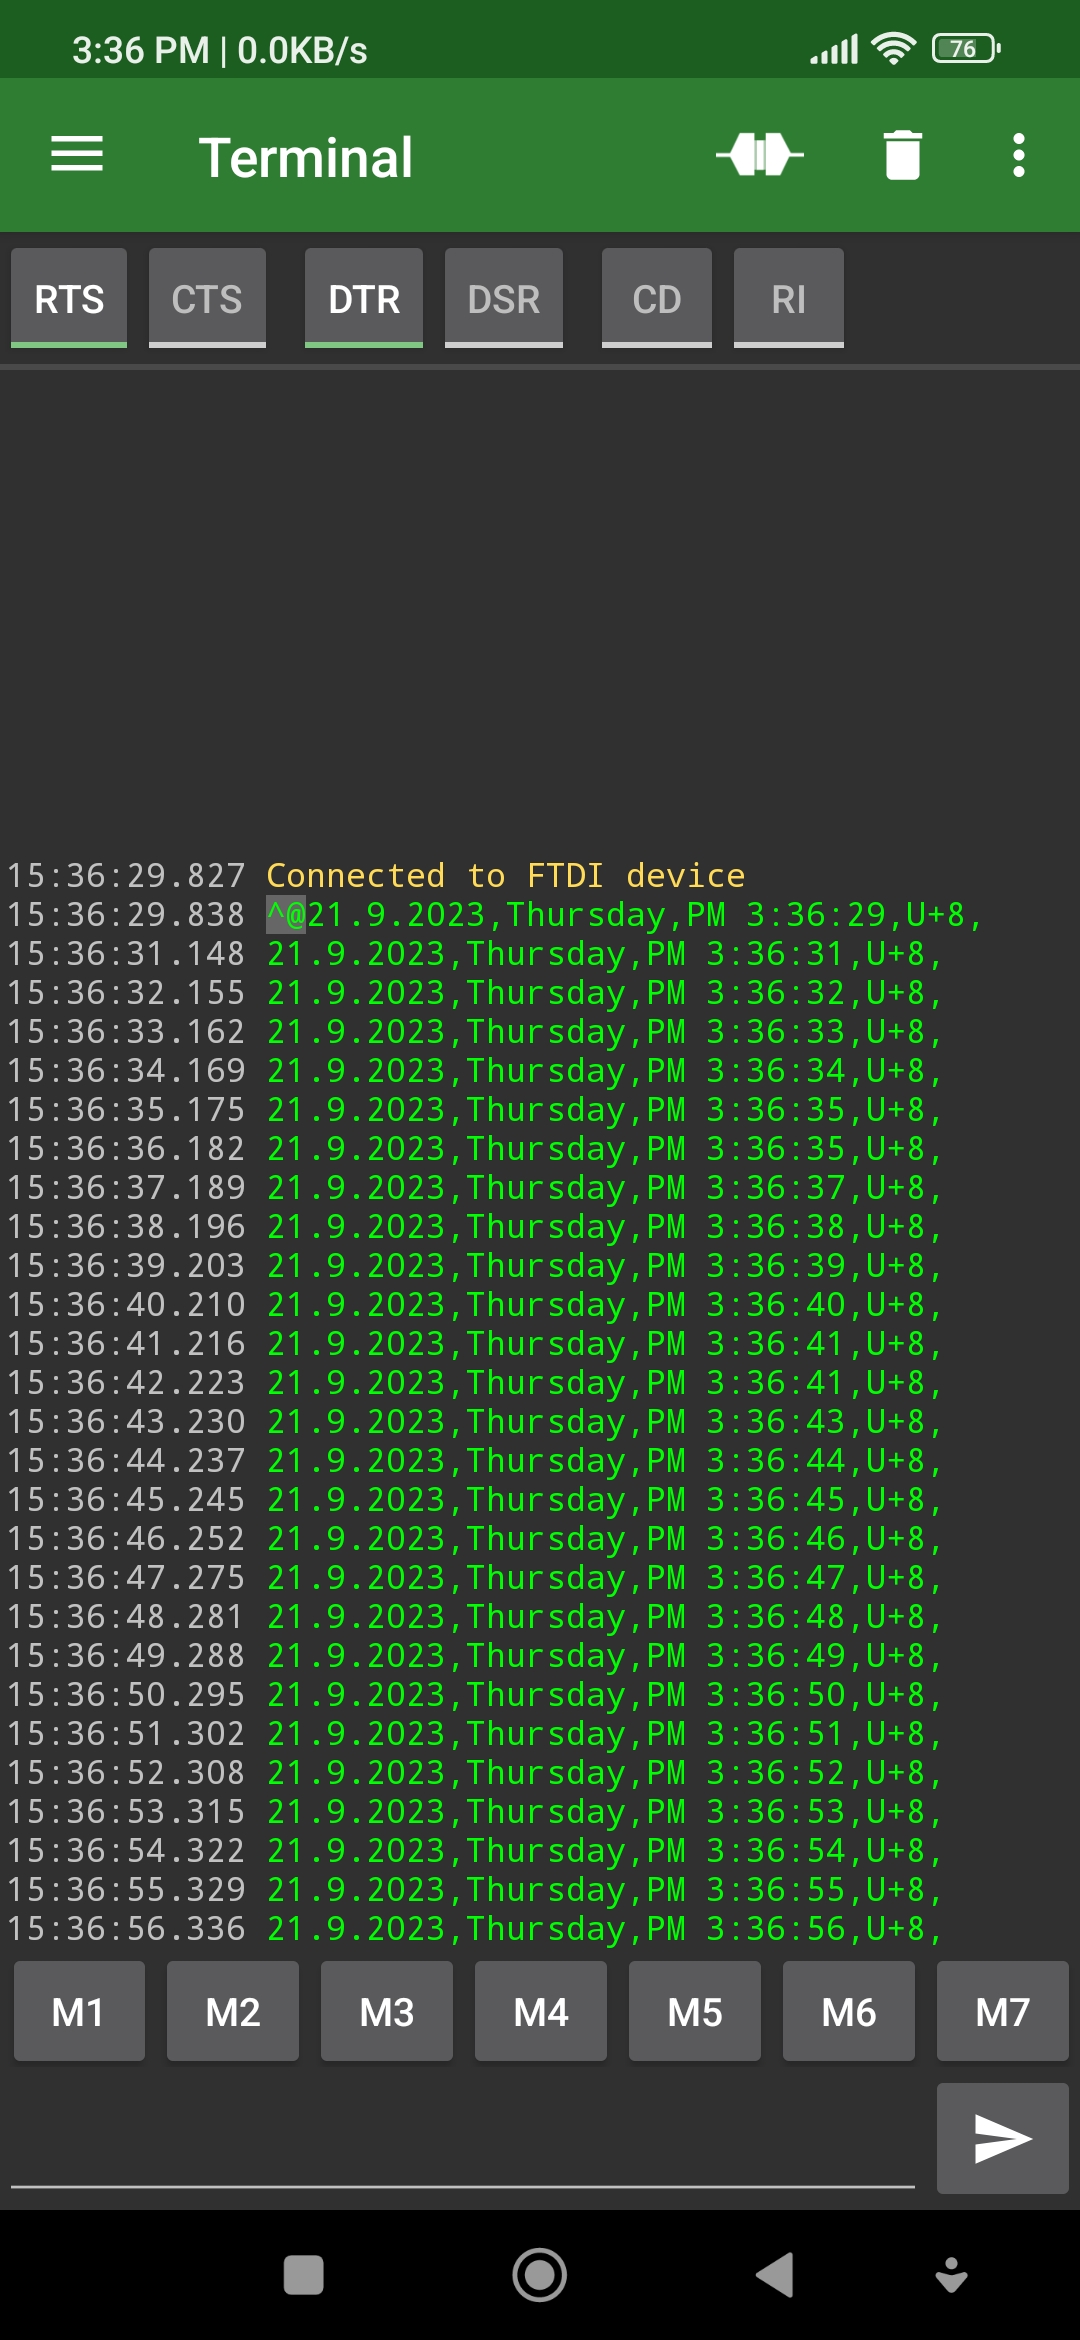 3:36 PM | 0.0KB/s 76
Terminal
RTS CTS DTR DSR CD RI
15:36:29.827 Connected to FTDI device
15:36:29.838 ^@21.9.2023,Thursday,PM 3:36:29,U+8,
15:36:31.148 21.9.2023,Thursday,PM 3:36:31,U+8,
15:36:32.155 21.9.2023,Thursday,PM 3:36:32,U+8,
15:36:33.162 21.9.2023,Thursday,PM 3:36:33,U+8,
15:36:34.169 21.9.2023,Thursday,PM 3:36:34,U+8,
15:36:35.175 21.9.2023,Thursday,PM 3:36:35,U+8,
15:36:36.182 21.9.2023,Thursday,PM 3:36:35,U+8,
15:36:37.189 21.9.2023,Thursday,PM 3:36:37,U+8,
15:36:38.196 21.9.2023,Thursday,PM 3:36:38,U+8,
15:36:39.203 21.9.2023,Thursday,PM 3:36:39,U+8,
15:36:40.210 21.9.2023,Thursday,PM 3:36:40,U+8,
15:36:41.216 21.9.2023,Thursday,PM 3:36:41,U+8,
15:36:42.223 21.9.2023,Thursday,PM 3:36:41,U+8,
15:36:43.230 21.9.2023,Thursday,PM 3:36:43,U+8,
15:36:44.237 21.9.2023,Thursday,PM 3:36:44,U+8,
15:36:45.245 21.9.2023,Thursday,PM 3:36:45,U+8,
15:36:46.252 21.9.2023,Thursday,PM 3:36:46,U+8,
15:36:47.275 21.9.2023,Thursday,PM 3:36:47,U+8,
15:36:48.281 21.9.2023,Thursday,PM 3:36:48,U+8,
15:36:49.288 21.9.2023,Thursday,PM 3:36:49,U+8,
15:36:50.295 21.9.2023,Thursday,PM 3:36:50,U+8,
15:36:51.302 21.9.2023,Thursday,PM 3:36:51,U+8,
15:36:52.308 21.9.2023,Thursday,PM 3:36:52,U+8,
15:36:53.315 21.9.2023,Thursday,PM 3:36:53,U+8,
15:36:54.322 21.9.2023,Thursday,PM 3:36:54,U+8,
15:36:55.329 21.9.2023,Thursday,PM 3:36:55,U+8,
15:36:56.336 21.9.2023,Thursday,PM 3:36:56,U+8,
M1 M2 M3 M4 M5 M6 M7